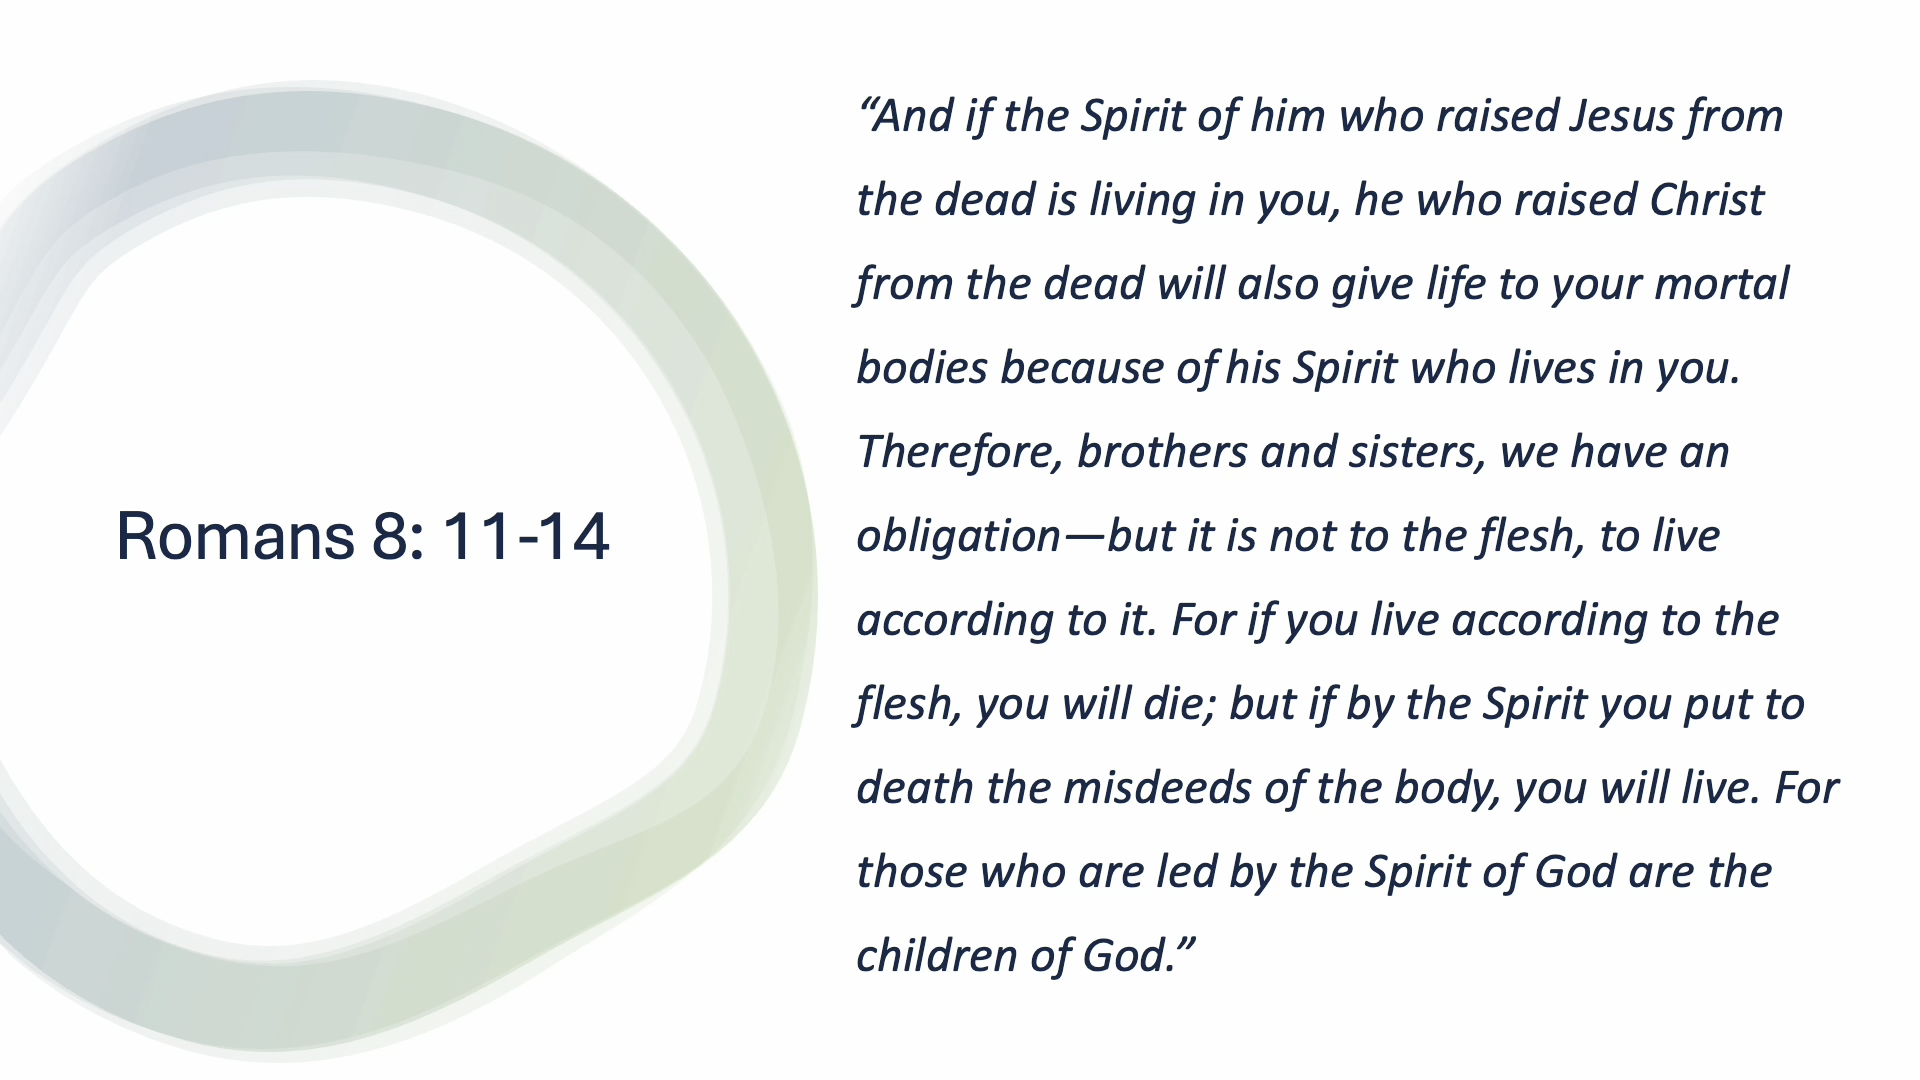 Romans 8: 11-14
“And if the Spirit of him who raised Jesus from
the dead is living in you, he who raised Christ
from the dead will also give life to your mortal
bodies because of his Spirit who lives in you.
Therefore, brothers and sisters, we have an
obligation—but it is not to the flesh, to live
according to it. For if you live according to the
flesh, you will die; but if by the Spirit you put to
death the misdeeds of the body, you will live. For
those who are led by the Spirit of God are the
children of God.”